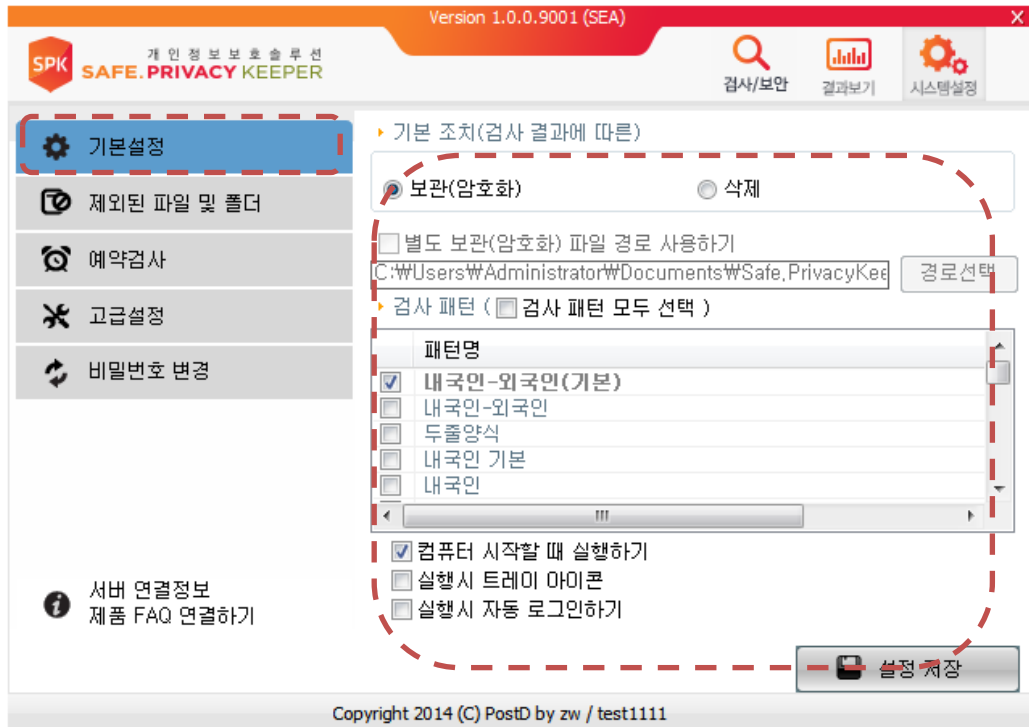 Version 1.0.0.9001 (SEA)
X
SPK
개인정보보호솔루션
SAFE.PRIVACY KEEPER
검사/보안
결과보기
시스템설정
기본설정
제외된 파일 및 폴더
예약검사
고급설정
비밀번호 변경
서버 연결정보
제품 FAQ 연결하기
기본 조치(검사 결과에 따른)
보관(암호화)
삭제
별도 보관(암호화) 파일 경로 사용하기
C:₩Users₩Administrator₩Documents₩Safe,PrivacyKee
경로선택
검사 패턴 ( 검사 패턴 모두 선택 )
패턴명
내국인-외국인(기본)
내국인-외국인
두줄양식
내국인 기본
내국인
컴퓨터 시작할 때 실행하기
실행시 트레이 아이콘
실행시 자동 로그인하기
설정 저장
Copyright 2014 (C) PostD by zw / test1111